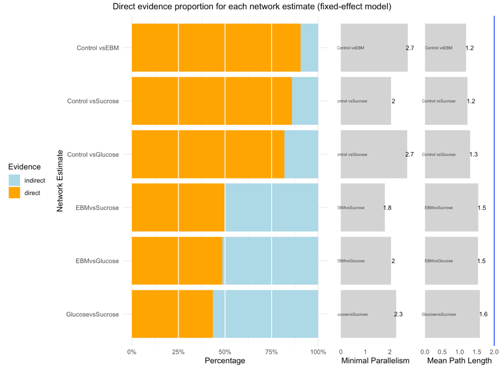 Direct evidence proportion for each network estimate (fixed-effect model)
Evidence
indirect
direct
Network Estimate
Control vsEBM
Control vsSucrose
Control vsGlucose
EBMvsSucrose
EBMvsGlucose
GlucosevsSucrose
0% 25% 50% 75% 100%
Percentage
Control vsEBM 2.7
ntrol vsSucrose 2
ontrol vsGlucose 2.7
EBMvsSucrose 1.8
EBMvsGlucose 2
ucosevsSucrose 2.3
0 1 2
Minimal Parallelism
Control vsEBM 1.2
Control vsSucrose 1.2
Control vsGlucose 1.3
EBMvsSucrose 1.5
EBMvsGlucose 1.5
GlucosevsSucrose 1.6
0.0 0.5 1.0 1.5 2.0
Mean Path Length